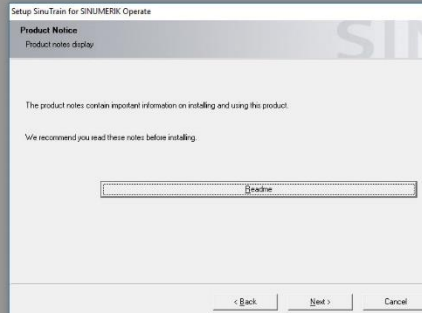 Setup SinuTrain for SINUMERIK Operate
Product Notice
Product notes display
SIN
The product notes contain important information on installing and using this product.
We recommend you read these notes before installing.
Readme
< Back
Next >
Cancel